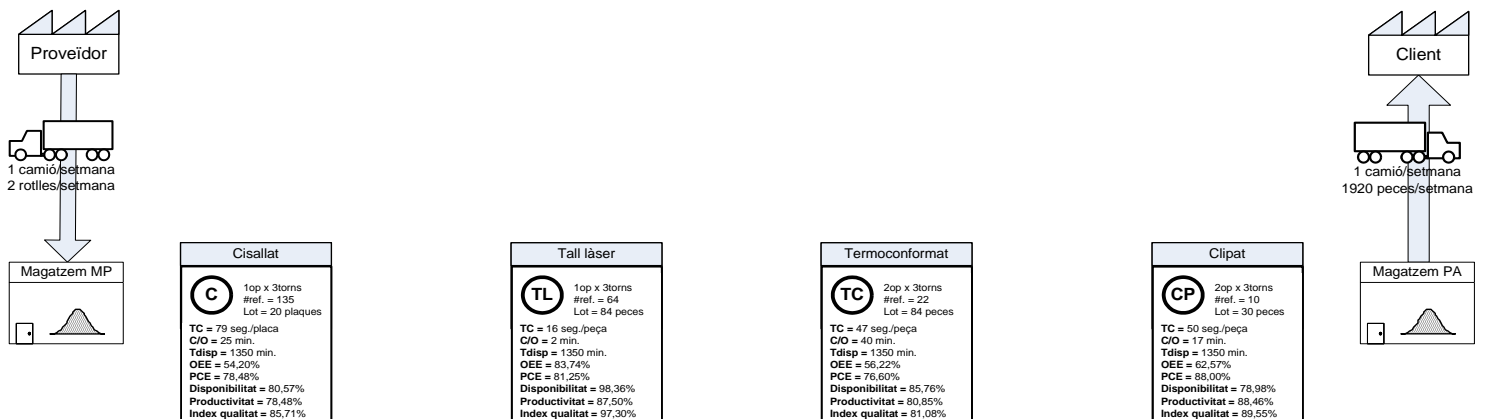 Proveïdor
1 camió/setmana
2 rotlles/setmana
Magatzem MP
Cisallat
C
1op x 3torns
#ref. = 135
Lot = 20 plaques
TC = 79 seg./placa
C/O = 25 min.
Tdisp = 1350 min.
OEE = 54,20%
PCE = 78,48%
Disponibilitat = 80,57%
Productivitat = 78,48%
Index qualitat = 85,71%
Tall làser
TL
1op x 3torns
#ref. = 64
Lot = 84 peces
TC = 16 seg./peça
C/O = 2 min.
Tdisp = 1350 min.
OEE = 83,74%
PCE = 81,25%
Disponibilitat = 98,36%
Productivitat = 87,50%
Index qualitat = 97,30%
Termoconformat
TC
2op x 3torns
#ref. = 22
Lot = 84 peces
TC = 47 seg./peça
C/O = 40 min.
Tdisp = 1350 min.
OEE = 56,22%
PCE = 76,60%
Disponibilitat = 85,76%
Productivitat = 80,85%
Index qualitat = 81,08%
Clipat
CP
2op x 3torns
#ref. = 10
Lot = 30 peces
TC = 50 seg./peça
C/O = 17 min.
Tdisp = 1350 min.
OEE = 62,57%
PCE = 88,00%
Disponibilitat = 78,98%
Productivitat = 88,46%
Index qualitat = 89,55%
Client
1 camió/setmana
1920 peces/setmana
Magatzem PA